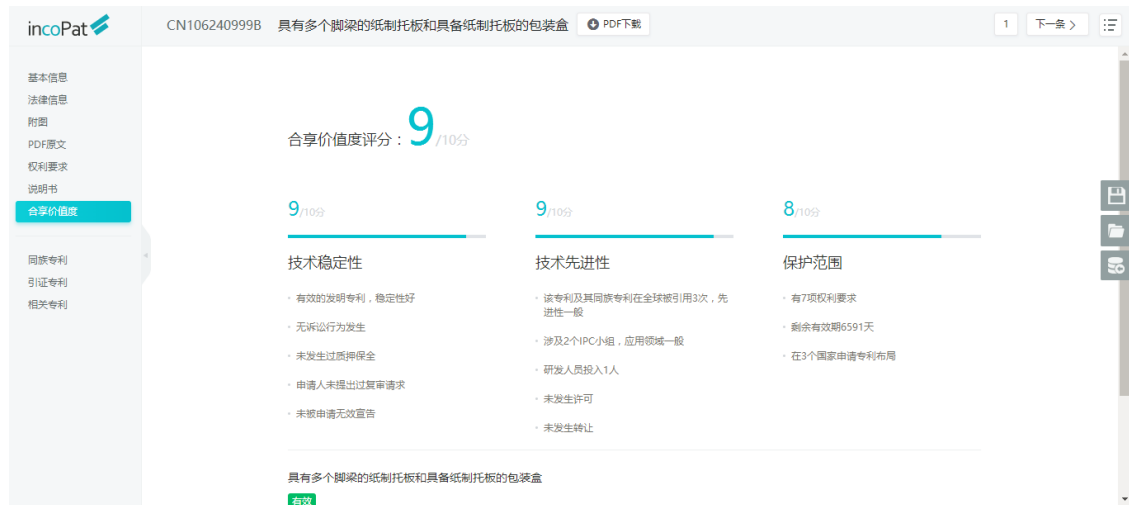 incoPat
CN106240999B 具有多个脚梁的纸制托板和具备纸制托板的包装盒 PDF下载
1 下一条 >
基本信息
法律信息
附图
PDF原文
权利要求
说明书
合享价值度
同族专利
引证专利
相关专利
合享价值度评分：9/10分
9/10分
技术稳定性
· 有效的发明专利，稳定性好
· 无诉讼行为发生
· 未发生过质押保全
· 申请人未提出过复审请求
· 未被申请无效宣告
9/10分
技术先进性
· 该专利及其同族专利在全球被引用3次，先
进性一般
· 涉及2个IPC小组，应用领域一般
· 研发人员投入1人
· 未发生许可
· 未发生转让
8/10分
保护范围
· 有7项权利要求
· 剩余有效期6591天
· 在3个国家申请专利布局
具有多个脚梁的纸制托板和具备纸制托板的包装盒
有效